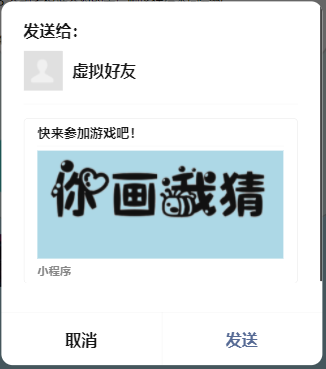 发送给：
虚拟好友
快来参加游戏吧！
你画我猜
小程序
取消
发送